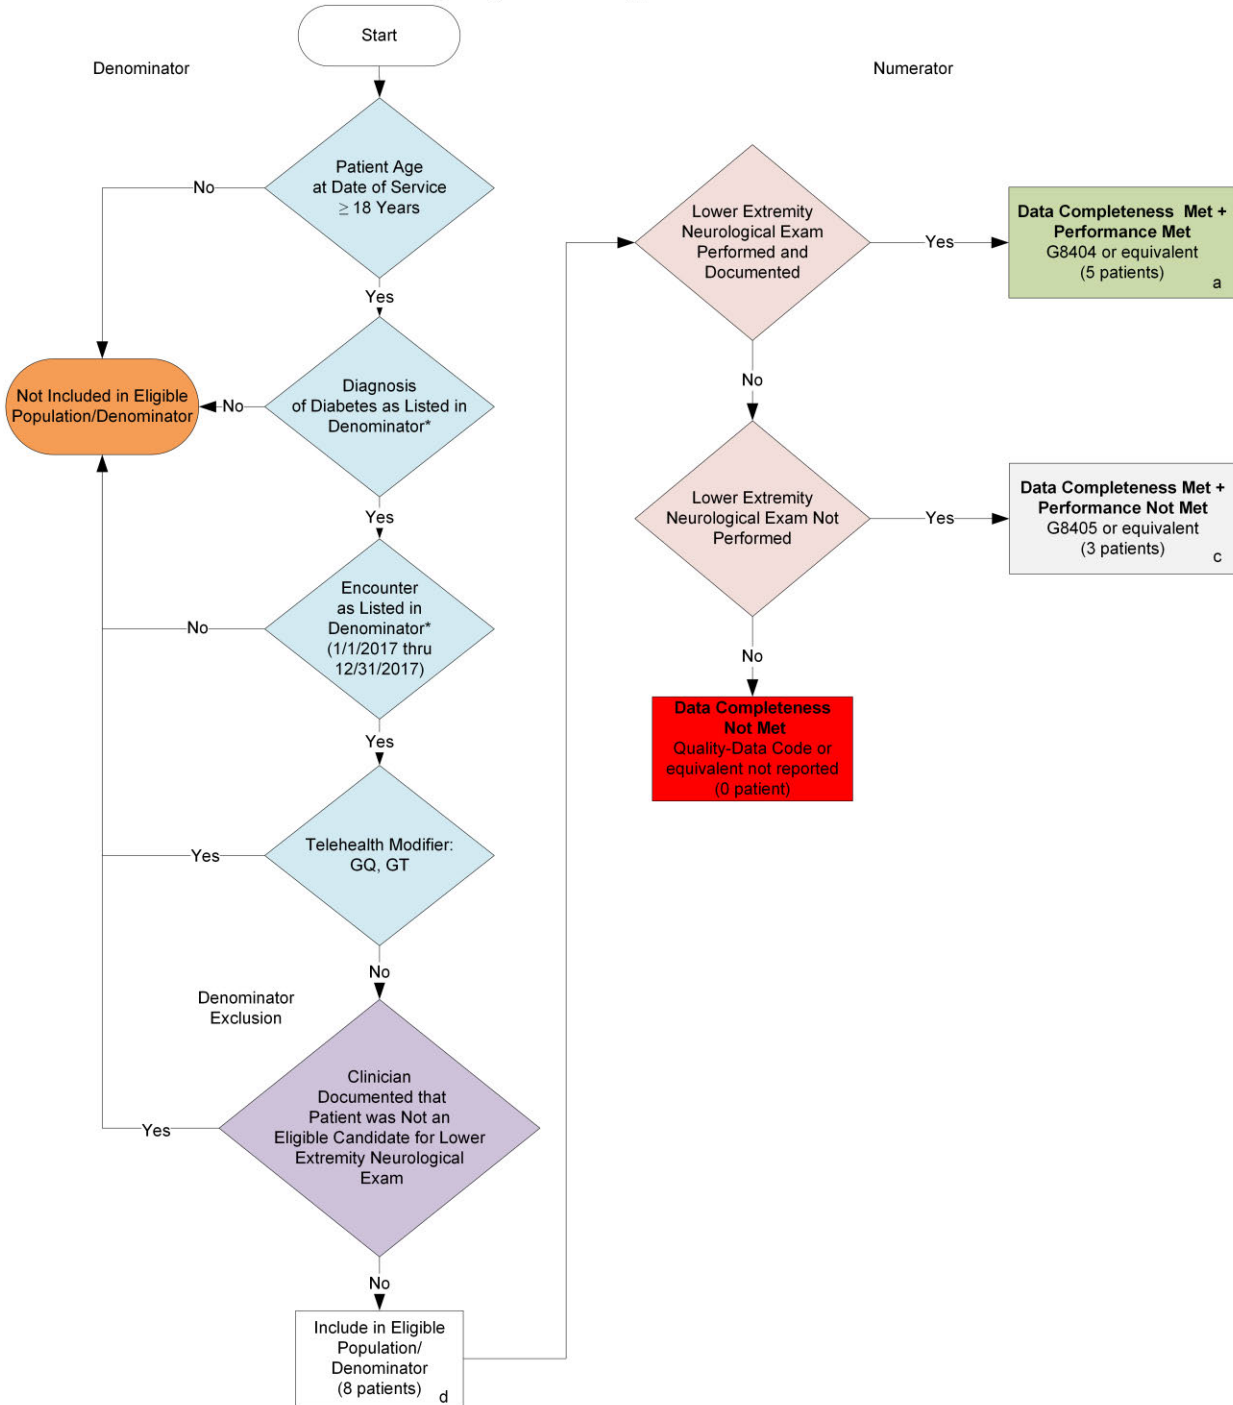 Start
Denominator
Patient Age
at Date of Service
≥ 18 Years
No
Yes
Diagnosis
of Diabetes as Listed in
Denominator*
No
Not Included in Eligible
Population/Denominator
Yes
Encounter
as Listed in
Denominator*
(1/1/2017 thru
12/31/2017)
No
Yes
Telehealth Modifier:
GQ, GT
Yes
No
Denominator
Exclusion
Clinician
Documented that
Patient was Not an
Eligible Candidate for Lower
Extremity Neurological
Exam
Yes
No
Include in Eligible
Population/
Denominator
(8 patients)
d
Numerator
Lower Extremity
Neurological Exam
Performed and
Documented
Yes
Data Completeness Met +
Performance Met
G8404 or equivalent
(5 patients)
a
No
Lower Extremity
Neurological Exam Not
Performed
Yes
Data Completeness Met +
Performance Not Met
G8405 or equivalent
(3 patients)
c
No
Data Completeness
Not Met
Quality-Data Code or
equivalent not reported
(0 patient)